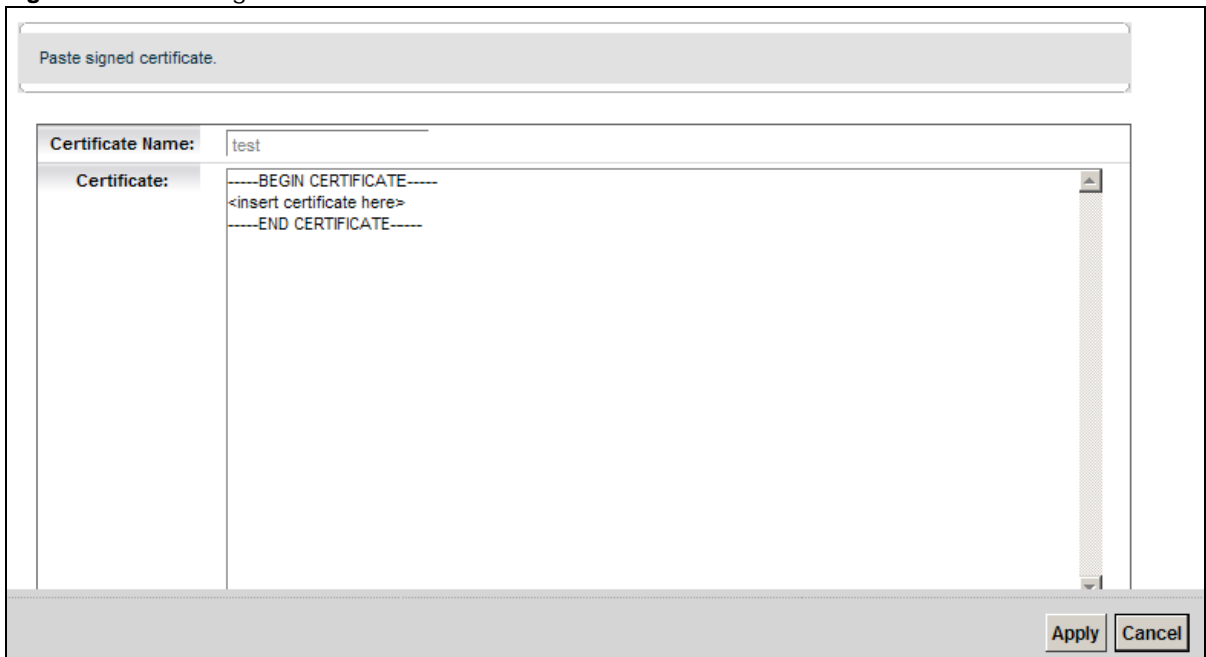 Paste signed certificate.
Certificate Name: test
Certificate: -----BEGIN CERTIFICATE-----
<insert certificate here>
-----END CERTIFICATE-----
Apply Cancel